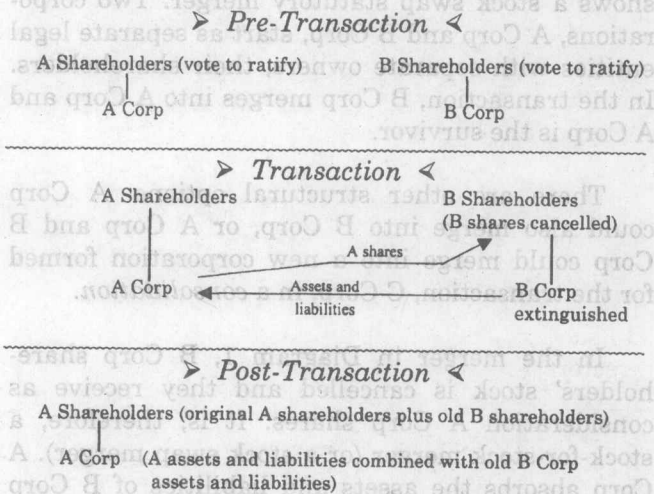 ➢ Pre-Transaction ➢
A Shareholders (vote to ratify) B Shareholders (vote to ratify)
A Corp B Corp
➢ Transaction ➢
A Shareholders B Shareholders
(B shares cancelled)
A shares
A Corp Assets and liabilities B Corp
extinguished
➢ Post-Transaction ➢
A Shareholders (original A shareholders plus old B shareholders)
A Corp (A assets and liabilities combined with old B Corp
assets and liabilities)